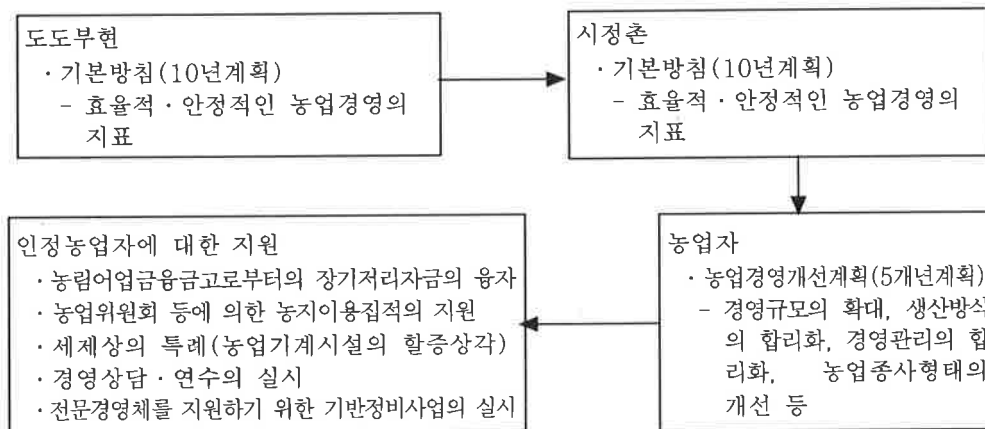 도도부현
· 기본방침(10년계획)
- 효율적 · 안정적인 농업경영의
지표
시정촌
· 기본방침(10년계획)
- 효율적 · 안정적인 농업경영의
지표
농업자
· 농업경영개선계획(5개년계획)
- 경영규모의 확대, 생산방식
의 합리화, 경영관리의 합
리화, 농업종사형태의
개선 등
인정농업자에 대한 지원
· 농림어업금융금고로부터의 장기저리자금의 융자
· 농업위원회 등에 의한 농지이용집적의 지원
· 세제상의 특례(농업기계시설의 할증상각)
· 경영상담 · 연수의 실시
· 전문경영체를 지원하기 위한 기반정비사업의 실시